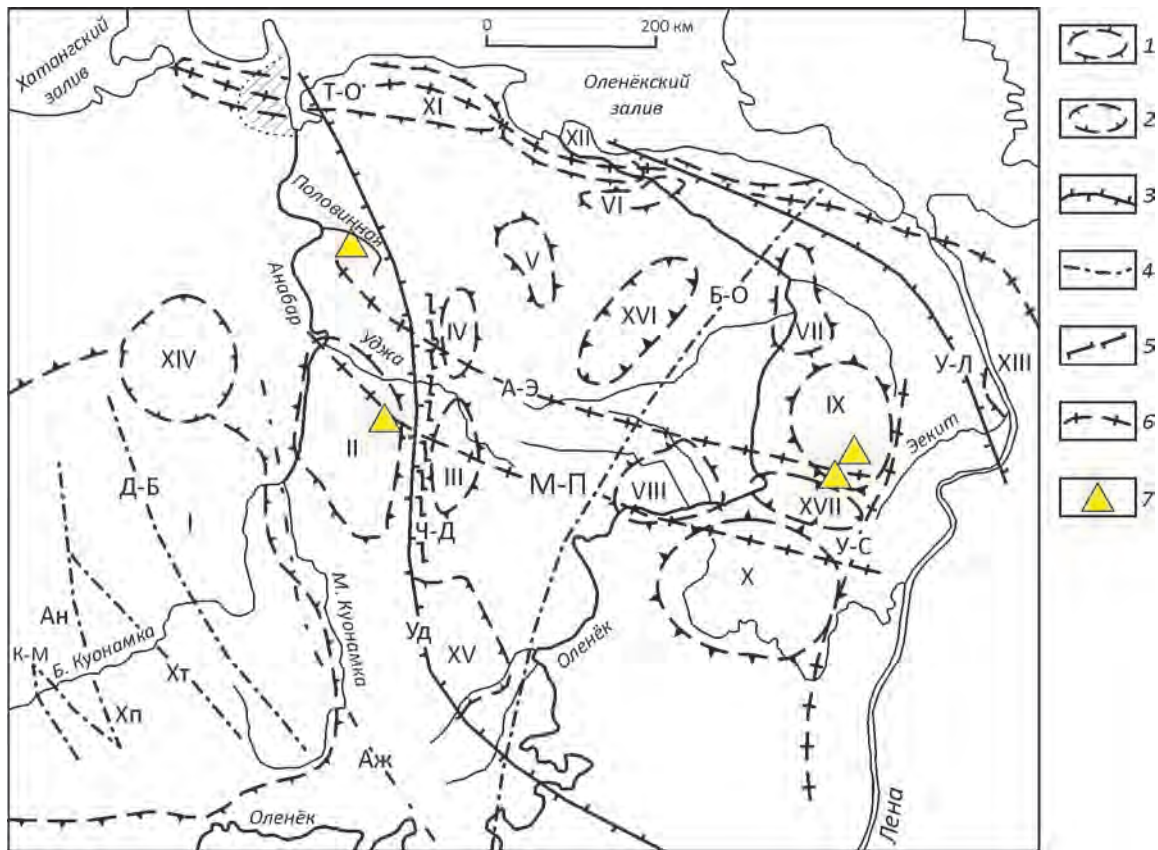 0
200 км
Хатангский
залив
Т-О
XI
Оленёкский
залив
XII
VI
Половинная
V
Анабар
XVI
Б-О
VII
IV
XIV
Уджа
У-Л
XIII
А-Э
IX
Эекит
II
III
М-П
VIII
XVII
Д-Б
Ч-Д
У-С
X
М. Куонамка
Ан
Уд
XV
Оленёк
К-М
Б. Куонамка
Хт
Хп
Аж
Оленёк
Лена
1
2
3
4
5
6
7